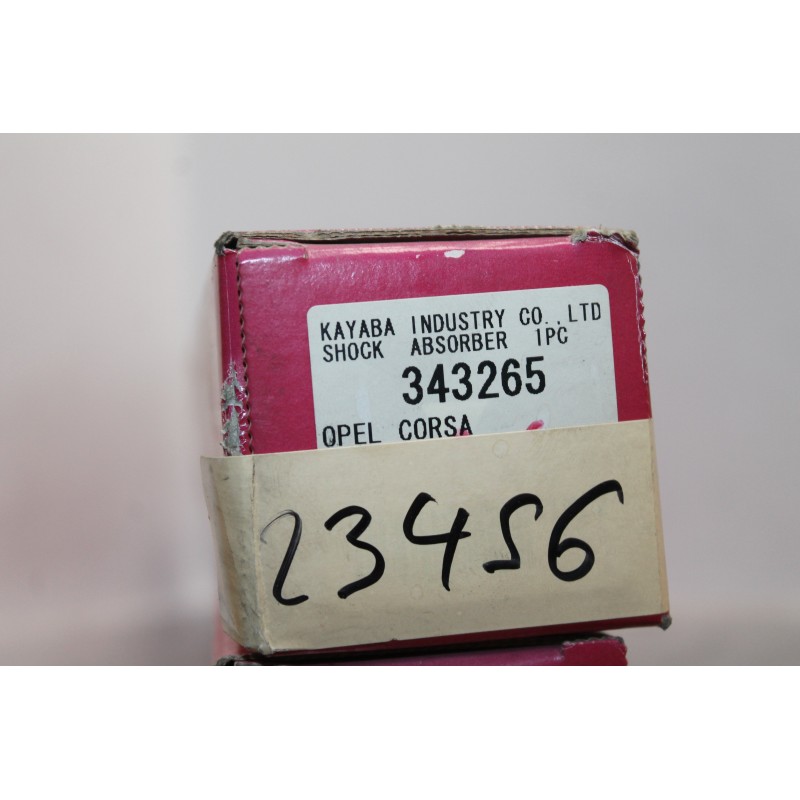 KAYABA INDUSTRY CO.,LTD
SHOCK ABSORBER 1PC
343265
OPEL CORSA
23456